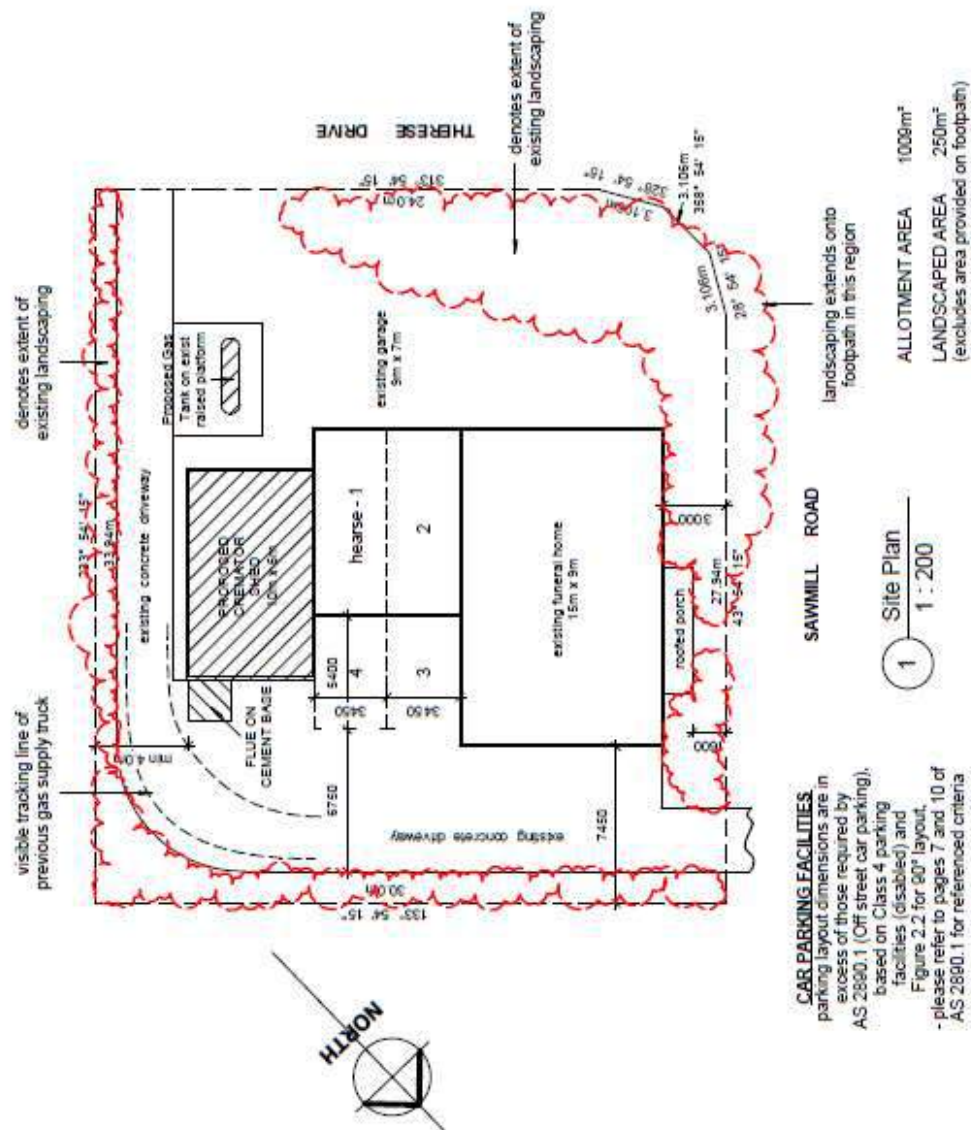 denotes extent of
existing landscaping
visible tracking line of
previous gas supply truck
233° 54' 15"
33.94m
existing concrete driveway
Proposed Gas
Tank on exist
raised platform
THERESE DRIVE
313° 54' 15"
24.0m
denotes extent of
existing landscaping
min 4.0m
PROPOSED
CREMATOR
SHED
10m x 6m
FLUE ON
CEMENT BASE
existing garage
9m x 7m
hearse - 1
2
3
4
5400
3450
3450
6750
existing concrete driveway
7450
30.0m
133° 54' 15"
existing funeral home
15m x 9m
roofed porch
3000
27.94m
43° 54' 15"
328° 54' 15"
3.106m
3.106m
358° 54' 15"
3.106m
28° 54' 15"
landscaping extends onto
footpath in this region
SAWMILL ROAD
NORTH
1
Site Plan
1 : 200
ALLOTMENT AREA 1009m²
LANDSCAPED AREA 250m²
(excludes area provided on footpath)
CAR PARKING FACILITIES
parking layout dimensions are in
excess of those required by
AS 2890.1 (Off street car parking),
based on Class 4 parking
facilities (disabled) and
Figure 2.2 for 90° layout,
- please refer to pages 7 and 10 of
AS 2890.1 for referenced criteria